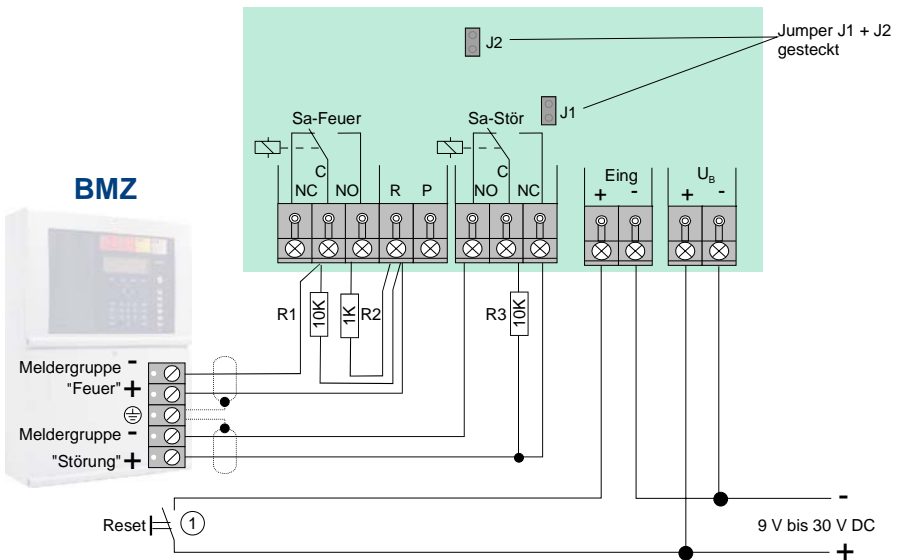 J2
Jumper J1 + J2
gesteckt
J1
Sa-Feuer
Sa-Stör
C
C
NC NO R P
NO NC
Eing
+ -
UB
+ -
BMZ
R1
10K
1K
R2
R3
10K
Meldergruppe -
"Feuer" +
Meldergruppe -
"Störung" +
Reset
1
-
9 V bis 30 V DC
+